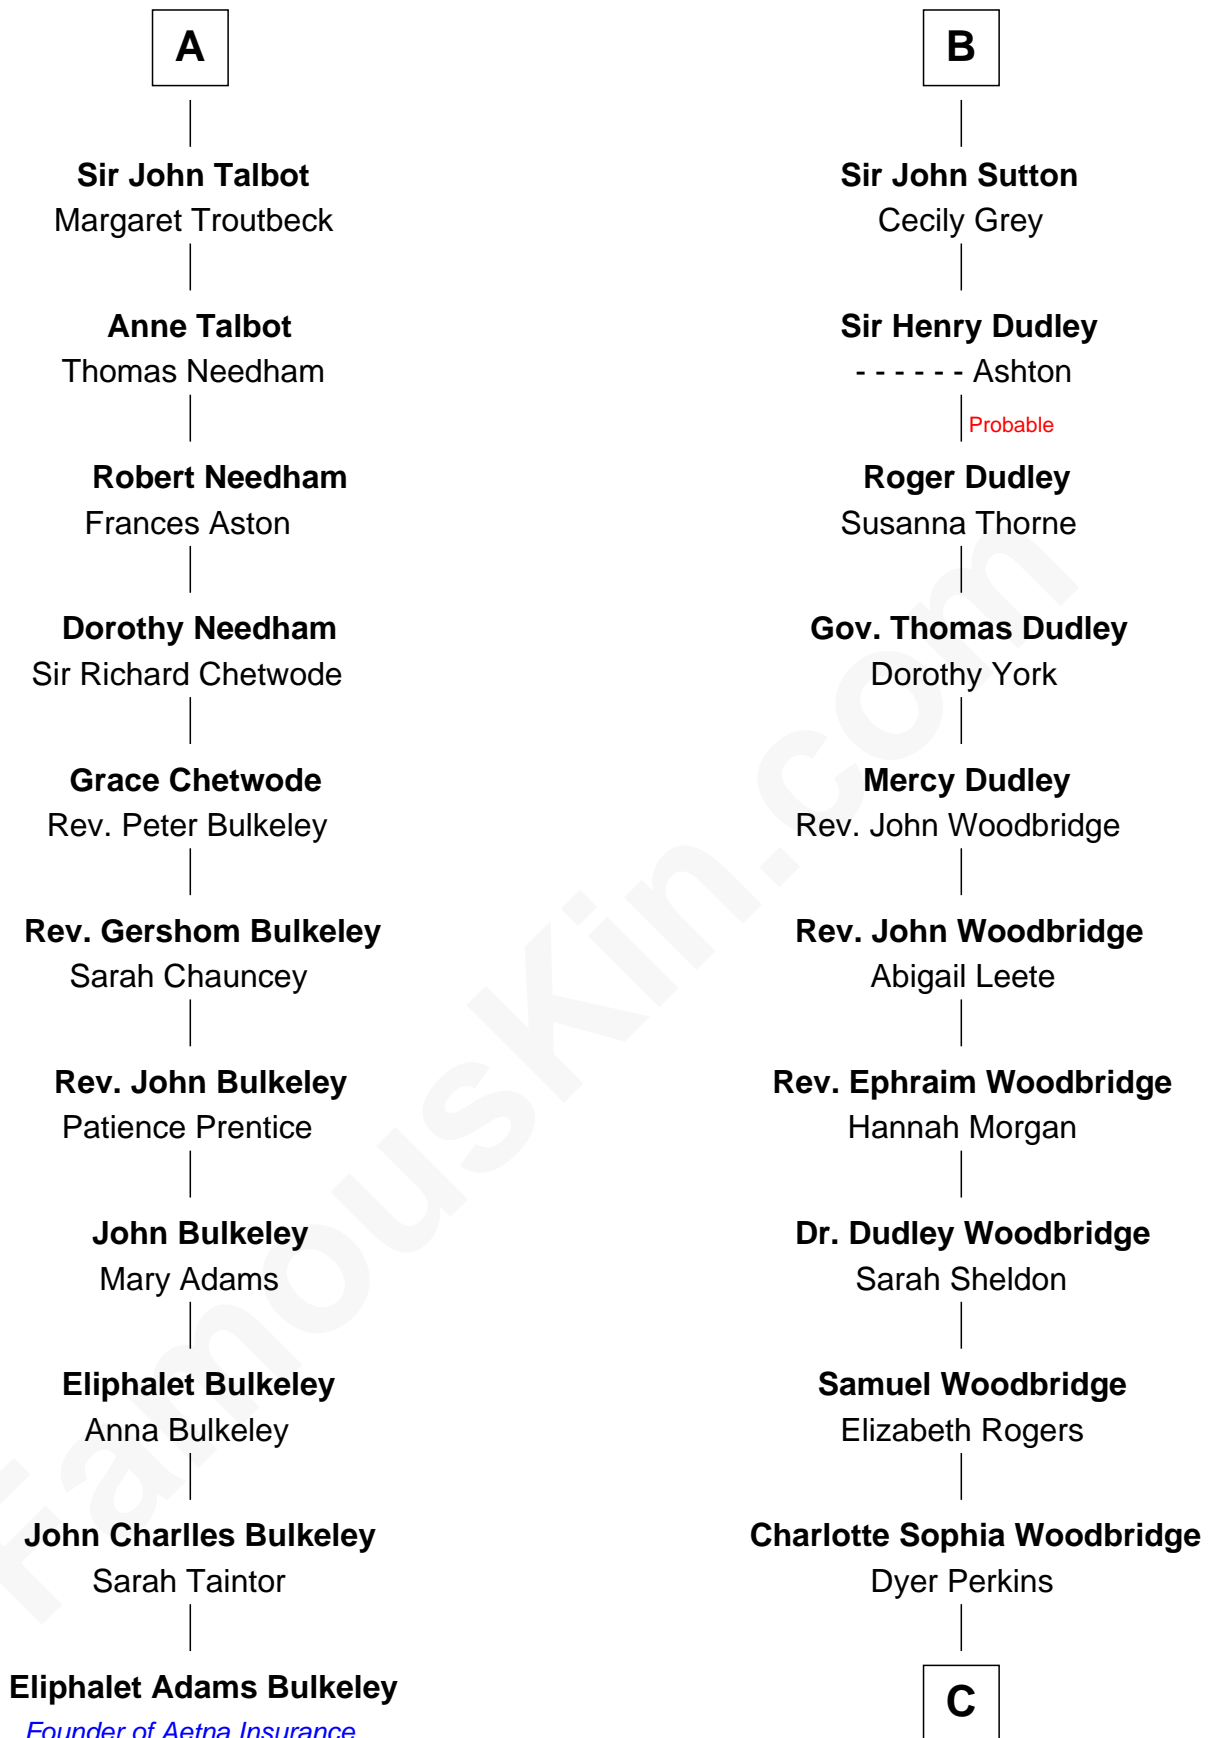 A
Sir John Talbot
Margaret Troutbeck
Anne Talbot
Thomas Needham
Robert Needham
Frances Aston
Dorothy Needham
Sir Richard Chetwode
Grace Chetwode
Rev. Peter Bulkeley
Rev. Gershom Bulkeley
Sarah Chauncey
Rev. John Bulkeley
Patience Prentice
John Bulkeley
Mary Adams
Eliphalet Bulkeley
Anna Bulkeley
John Charlles Bulkeley
Sarah Taintor
Eliphalet Adams Bulkeley
Founder of Aetna Insurance
B
Sir John Sutton
Cecily Grey
Sir Henry Dudley
- - - - - - Ashton
Probable
Roger Dudley
Susanna Thorne
Gov. Thomas Dudley
Dorothy York
Mercy Dudley
Rev. John Woodbridge
Rev. John Woodbridge
Abigail Leete
Rev. Ephraim Woodbridge
Hannah Morgan
Dr. Dudley Woodbridge
Sarah Sheldon
Samuel Woodbridge
Elizabeth Rogers
Charlotte Sophia Woodbridge
Dyer Perkins
C
FamousKin.com